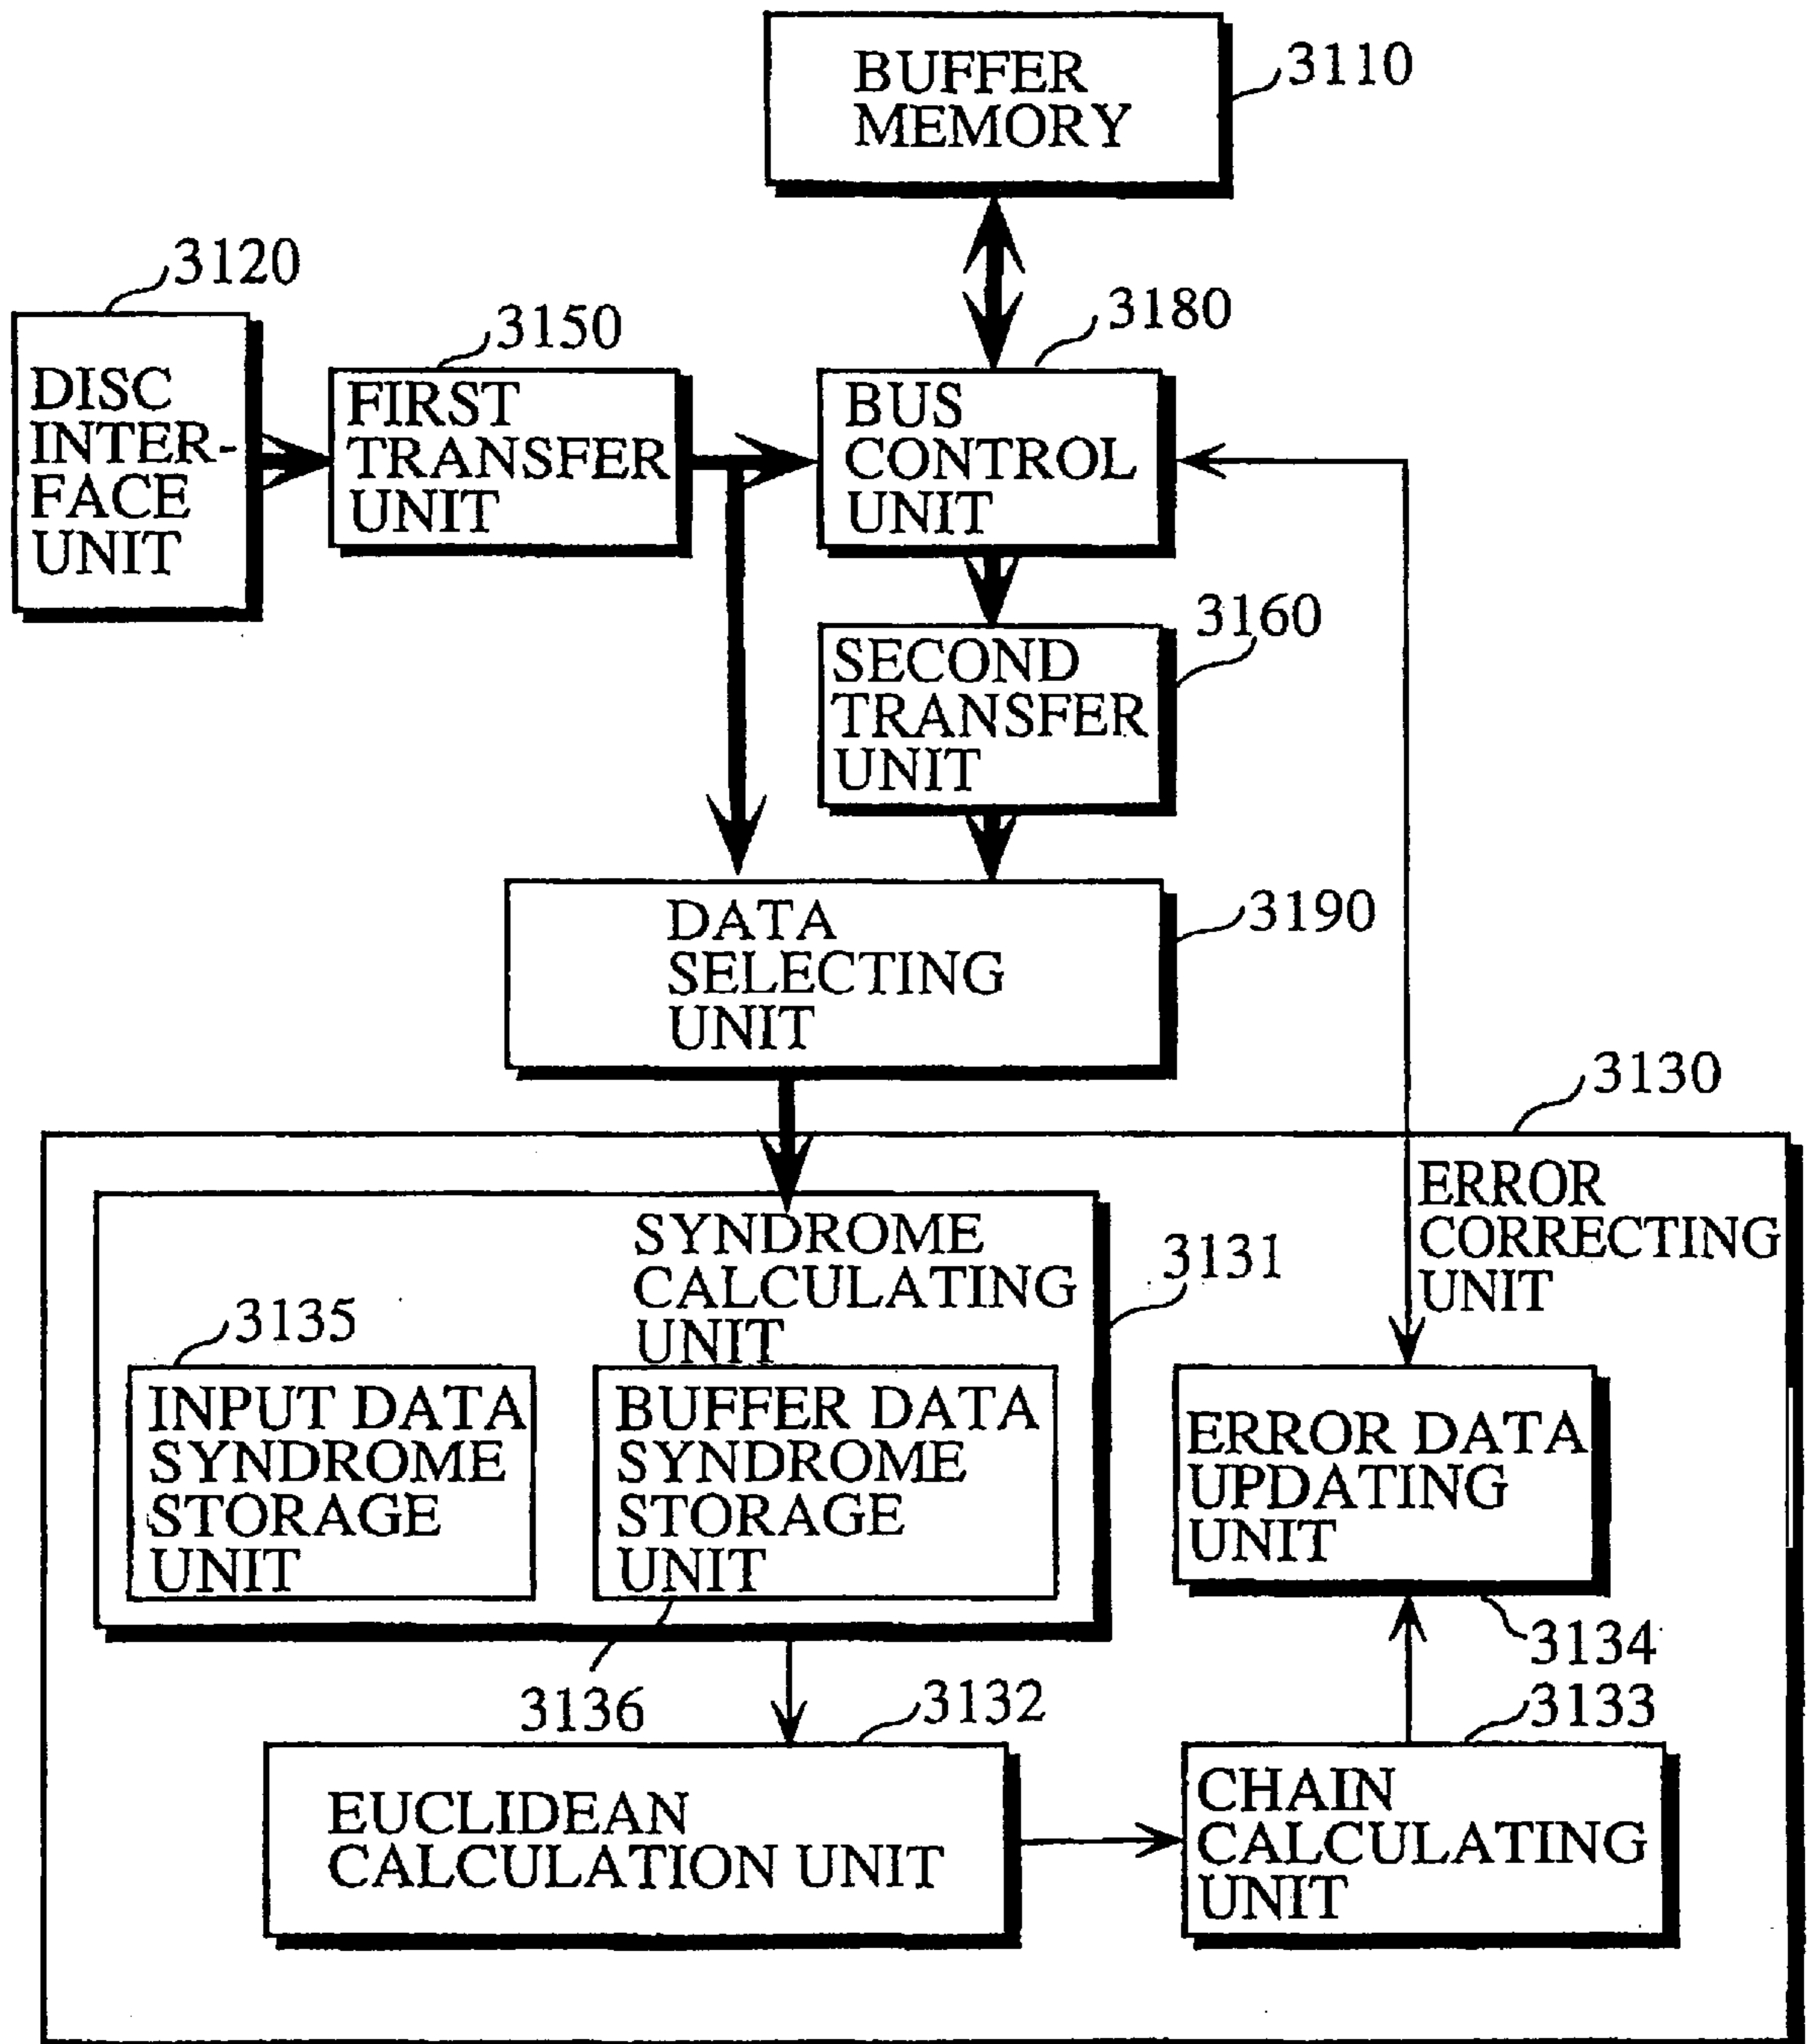 BUFFER
MEMORY
3110
3120
DISC
INTER-
FACE
UNIT
3150
FIRST
TRANSFER
UNIT
3180
BUS
CONTROL
UNIT
3160
SECOND
TRANSFER
UNIT
DATA
SELECTING
UNIT
3190
3130
ERROR
CORRECTING
UNIT
SYNDROME
CALCULATING
UNIT
3131
3135
INPUT DATA
SYNDROME
STORAGE
UNIT
BUFFER DATA
SYNDROME
STORAGE
UNIT
3136
ERROR DATA
UPDATING
UNIT
3134
3132
EUCLIDEAN
CALCULATION UNIT
3133
CHAIN
CALCULATING
UNIT